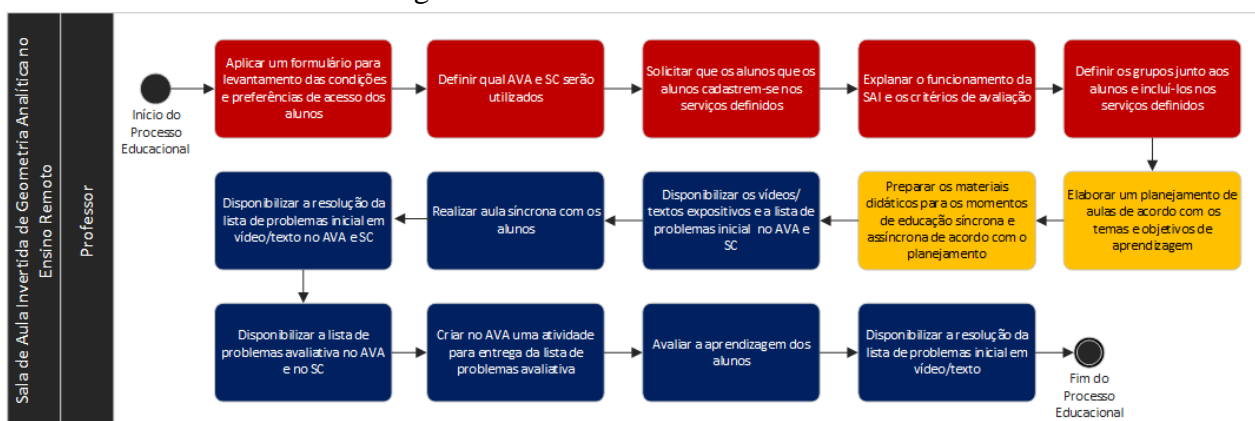 Sala de Aula Invertida de Geometria Analítica no
Ensino Remoto
Professor
Início do
Processo
Educacional
Aplicar um formulário para
levantamento das condições
e preferências de acesso dos
alunos
Definir qual AVA e SC serão
utilizados
Solicitar que os alunos que os
alunos cadastrem-se nos
serviços definidos
Explanar o funcionamento da
SAI e os critérios de avaliação
Definir os grupos junto aos
alunos e incluí-los nos
serviços definidos
Elaborar um planejamento de
aulas de acordo com os
temas e objetivos de
aprendizagem
Preparar os materiais
didáticos para os momentos
de educação síncrona e
assíncrona de acordo com o
planejamento
Disponibilizar os vídeos/
textos expositivos e a lista de
problemas inicial no AVA e
SC
Realizar aula síncrona com os
alunos
Disponibilizar a resolução da
lista de problemas inicial em
vídeo/texto no AVA e SC
Disponibilizar a lista de
problemas avaliativa no AVA
e no SC
Criar no AVA uma atividade
para entrega da lista de
problemas avaliativa
Avaliar a aprendizagem dos
alunos
Disponibilizar a resolução da
lista de problemas inicial em
vídeo/texto
Fim do
Processo
Educacional